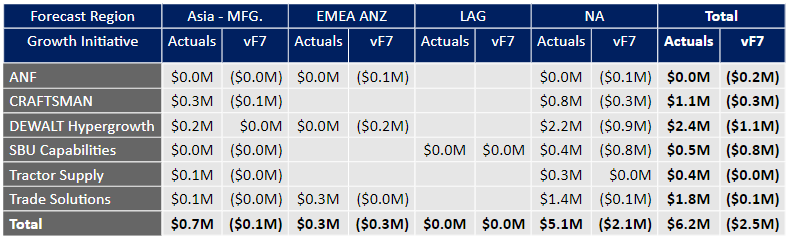 Forecast Region Asia - MFG. EMEA ANZ LAG NA Total
Growth Initiative Actuals vF7 Actuals vF7 Actuals vF7 Actuals vF7 Actuals vF7
ANF $0.0M ($0.0M) $0.0M ($0.1M) $0.0M ($0.1M) $0.0M ($0.2M)
CRAFTSMAN $0.3M ($0.1M) $0.8M ($0.3M) $1.1M ($0.3M)
DEWALT Hypergrowth $0.2M $0.0M $0.0M ($0.2M) $2.2M ($0.9M) $2.4M ($1.1M)
SBU Capabilities $0.0M ($0.0M) $0.0M $0.0M $0.4M ($0.8M) $0.5M ($0.8M)
Tractor Supply $0.1M ($0.0M) $0.3M $0.0M $0.4M ($0.0M)
Trade Solutions $0.1M ($0.0M) $0.3M ($0.0M) $1.4M ($0.1M) $1.8M ($0.1M)
Total $0.7M ($0.1M) $0.3M ($0.3M) $0.0M $0.0M $5.1M ($2.1M) $6.2M ($2.5M)